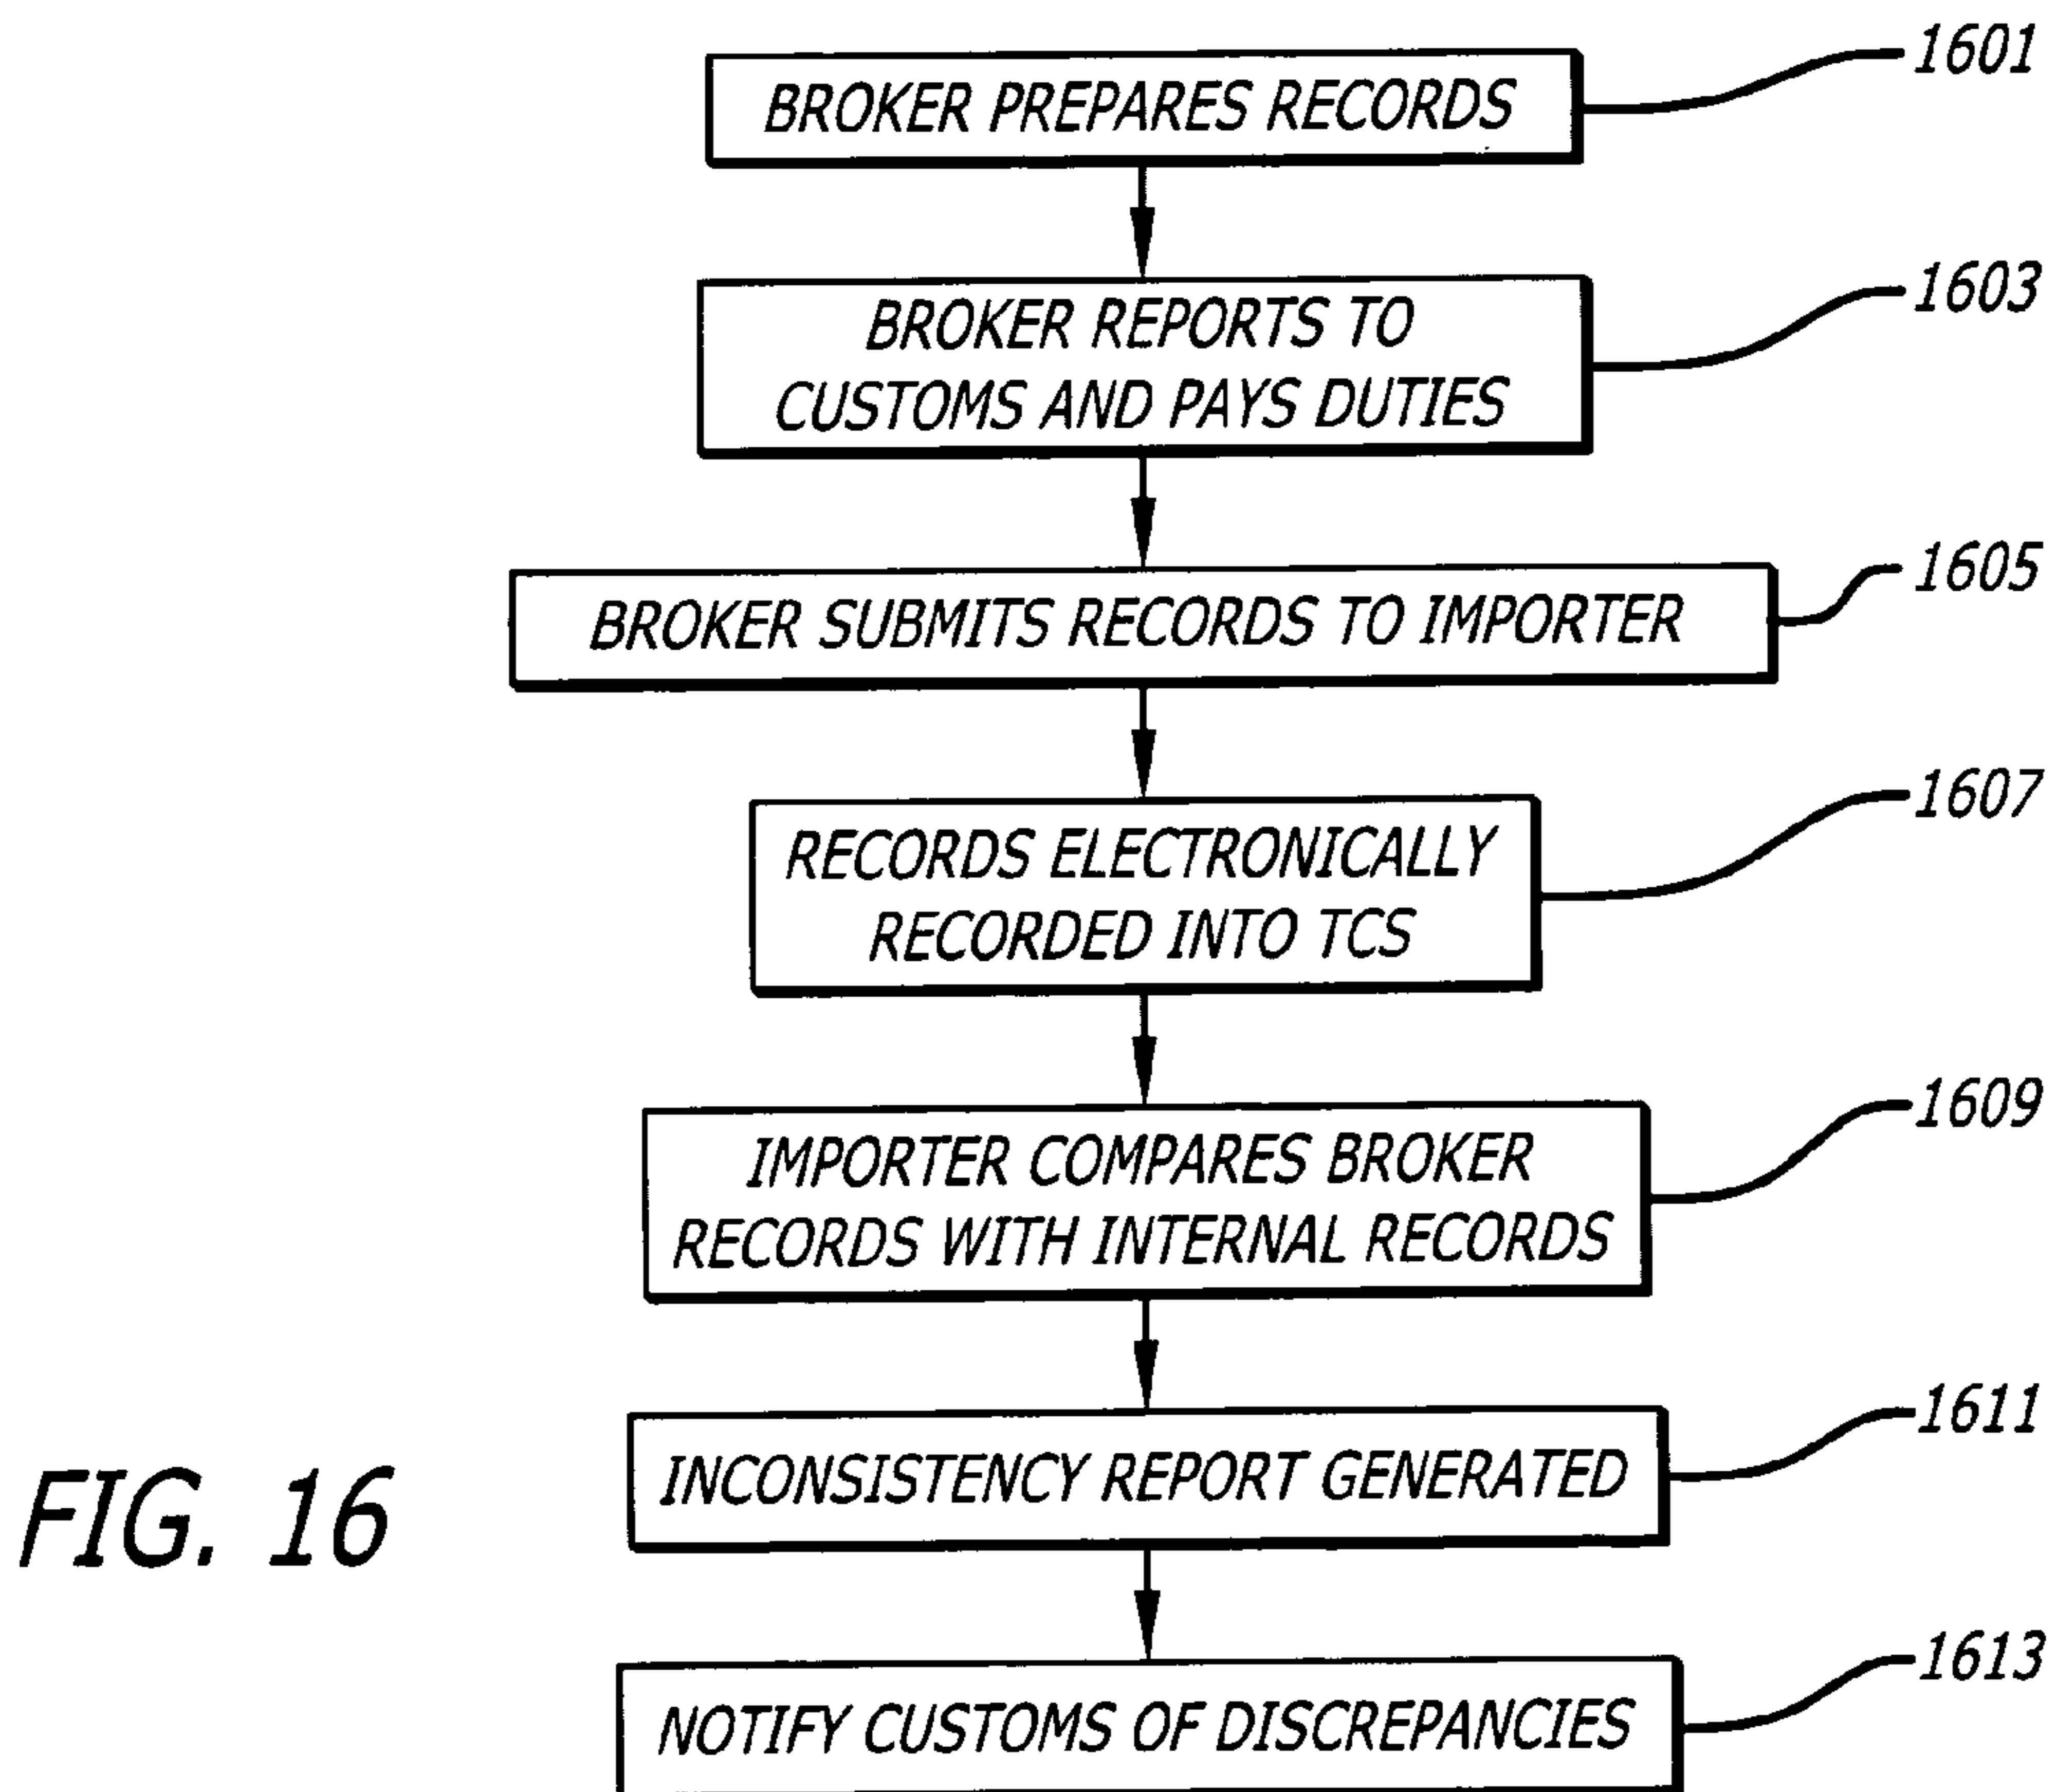 BROKER PREPARES RECORDS
1601
BROKER REPORTS TO
CUSTOMS AND PAYS DUTIES
1603
BROKER SUBMITS RECORDS TO IMPORTER
1605
RECORDS ELECTRONICALLY
RECORDED INTO TCS
1607
IMPORTER COMPARES BROKER
RECORDS WITH INTERNAL RECORDS
1609
INCONSISTENCY REPORT GENERATED
1611
NOTIFY CUSTOMS OF DISCREPANCIES
1613
FIG. 16